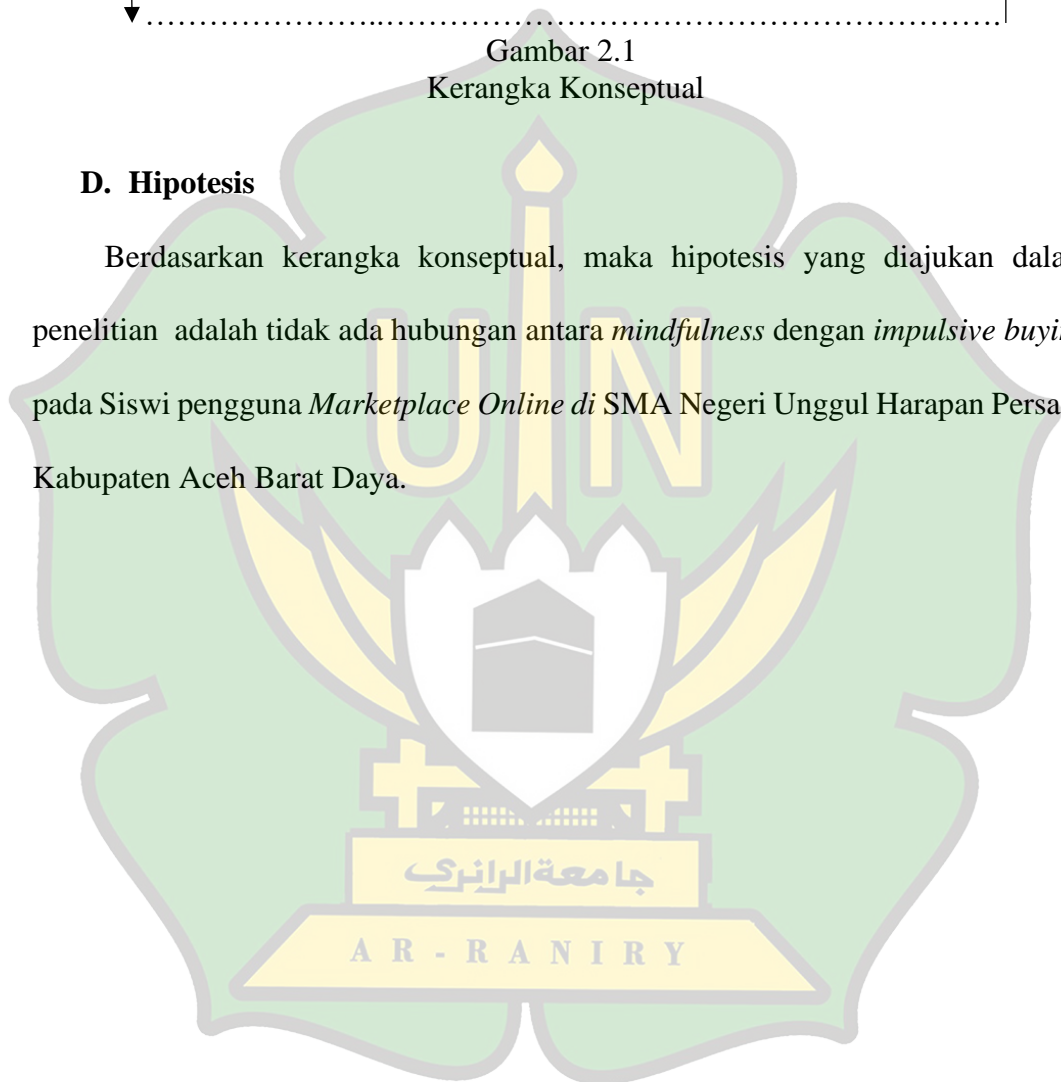 Gambar 2.1
Kerangka Konseptual
D. Hipotesis
Berdasarkan kerangka konseptual, maka hipotesis yang diajukan dala
penelitian adalah tidak ada hubungan antara mindfulness dengan impulsive buyi
pada Siswi pengguna Marketplace Online di SMA Negeri Unggul Harapan Persa
Kabupaten Aceh Barat Daya.
UIN
جامعةالرانري
AR-RANIRY